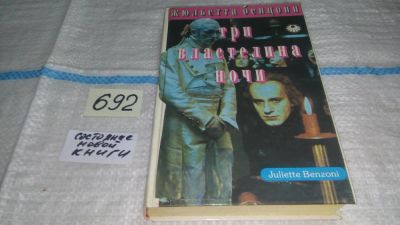 жюльетта бенцони
три
властелина
ночи
Juliette Benzoni
692
состояние
новой
книги